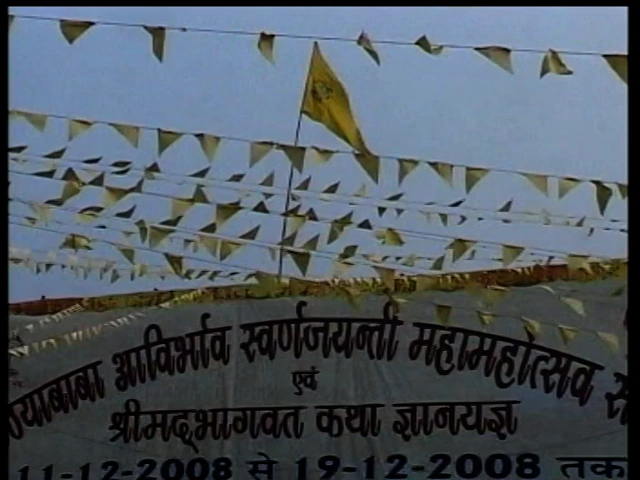 आविर्भाव स्वर्णजयन्ती महामहोत्सव
एवं
श्रीमद्भागवत कथा ज्ञानयज्ञ
11-12-2008 से 19-12-2008 तक